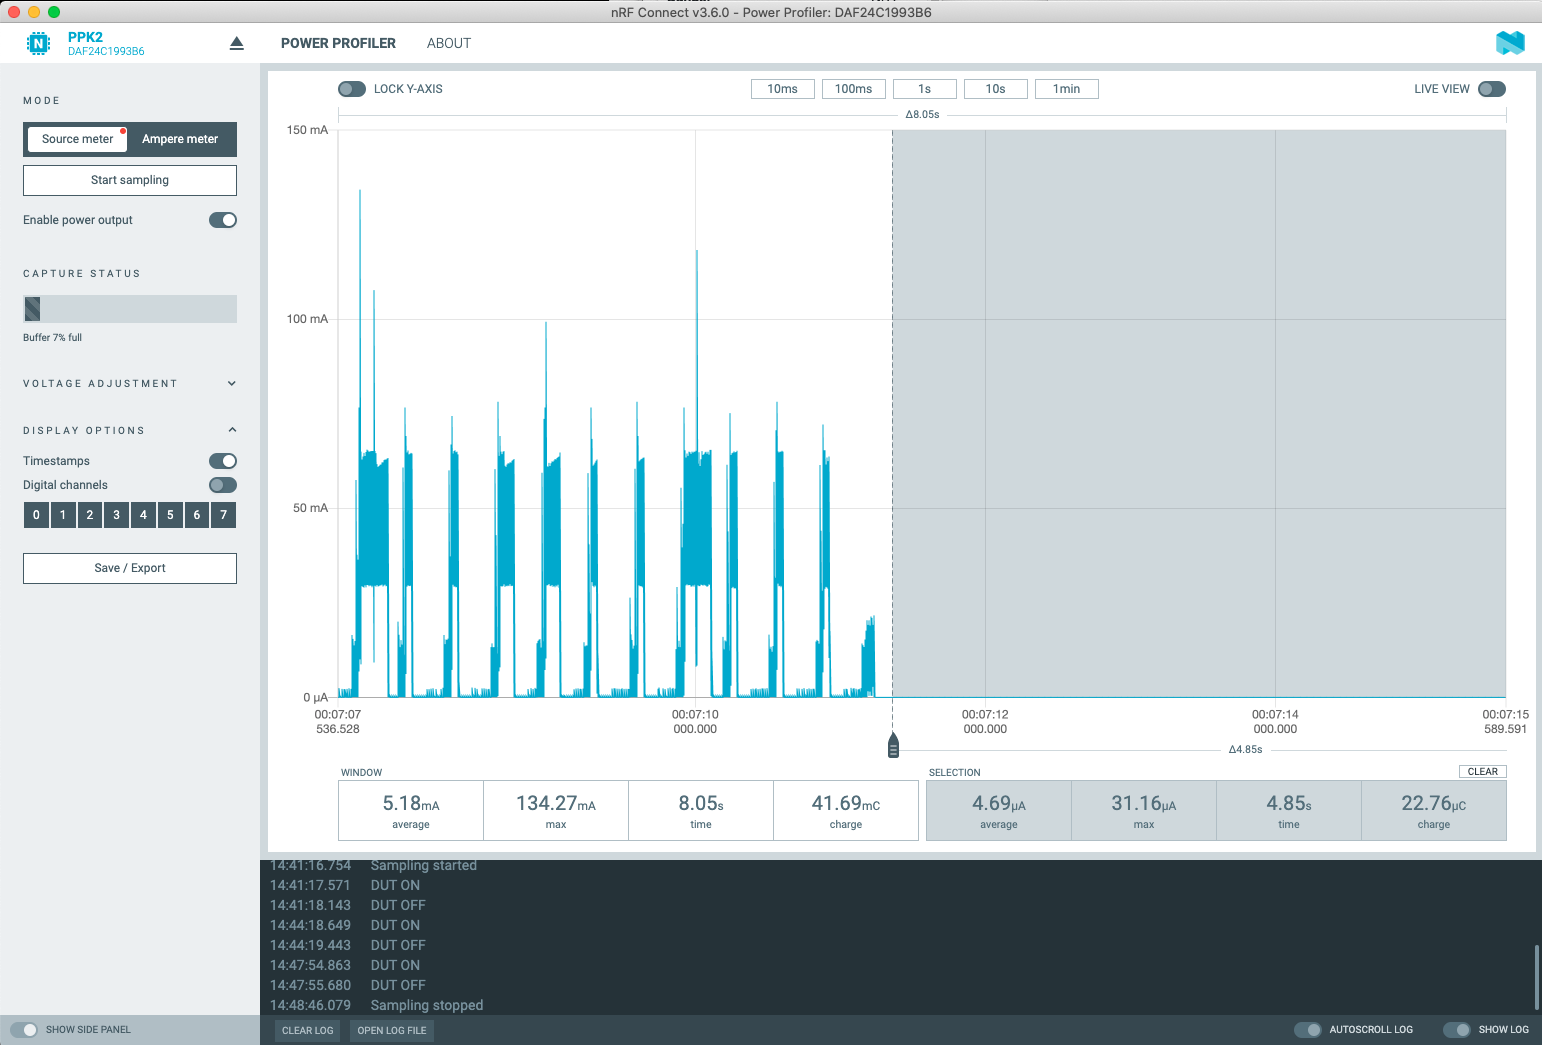 nRF Connect v3.6.0 - Power Profiler: DAF24C1993B6
N
PPK2
DAF24C1993B6
POWER PROFILER
ABOUT
MODE
Source meter
Ampere meter
Start sampling
Enable power output
CAPTURE STATUS
Buffer 7% full
VOLTAGE ADJUSTMENT
DISPLAY OPTIONS
Timestamps
Digital channels
0 1 2 3 4 5 6 7
Save / Export
SHOW SIDE PANEL
LOCK Y-AXIS
10ms 100ms 1s 10s 1min
LIVE VIEW
Δ8.05s
150 mA
100 mA
50 mA
0 µA
00:07:07 00:07:10 00:07:12 00:07:14 00:07:15
536.528 000.000 000.000 000.000 589.591
Δ4.85s
WINDOW
5.18mA 134.27mA 8.05s 41.69mC
average max time charge
SELECTION
CLEAR
4.69µA 31.16µA 4.85s 22.76µC
average max time charge
14:41:16.754 Sampling started
14:41:17.571 DUT ON
14:41:18.143 DUT OFF
14:44:18.649 DUT ON
14:44:19.443 DUT OFF
14:47:54.863 DUT ON
14:47:55.680 DUT OFF
14:48:46.079 Sampling stopped
CLEAR LOG
OPEN LOG FILE
AUTOSCROLL LOG
SHOW LOG